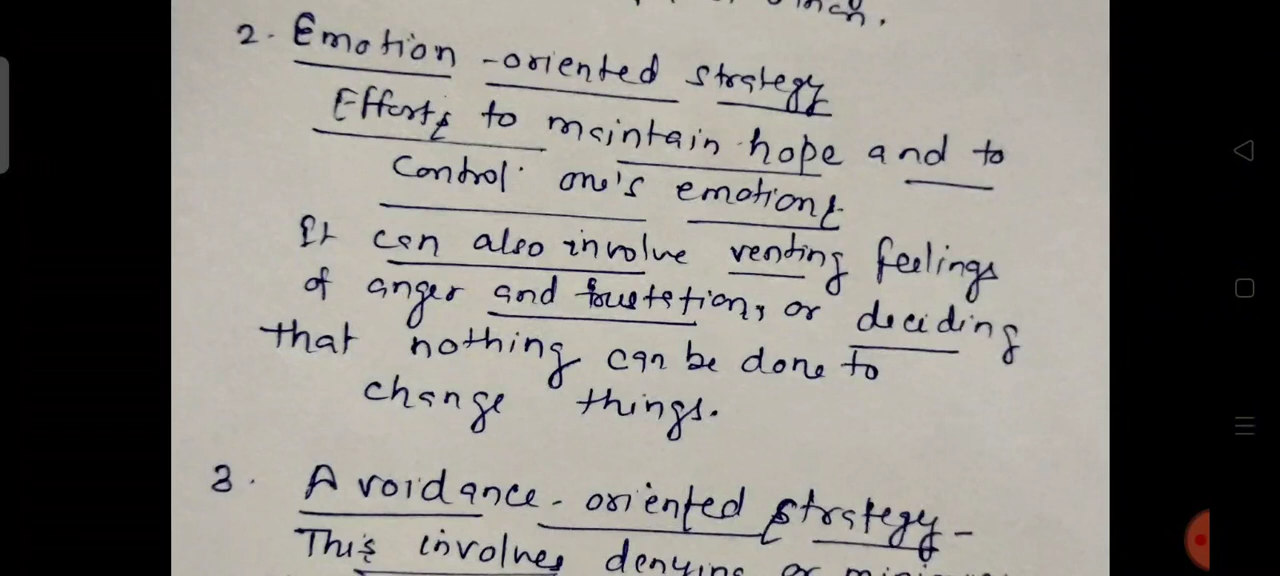 2. Emotion-oriented strategy
Efforts to maintain hope and to
control one's emotions
It can also involve venting feelings
of anger and frustetion, or deciding
that nothing can be done to
change things.
3. Avoidance-oriented strategy-
This involves denying or